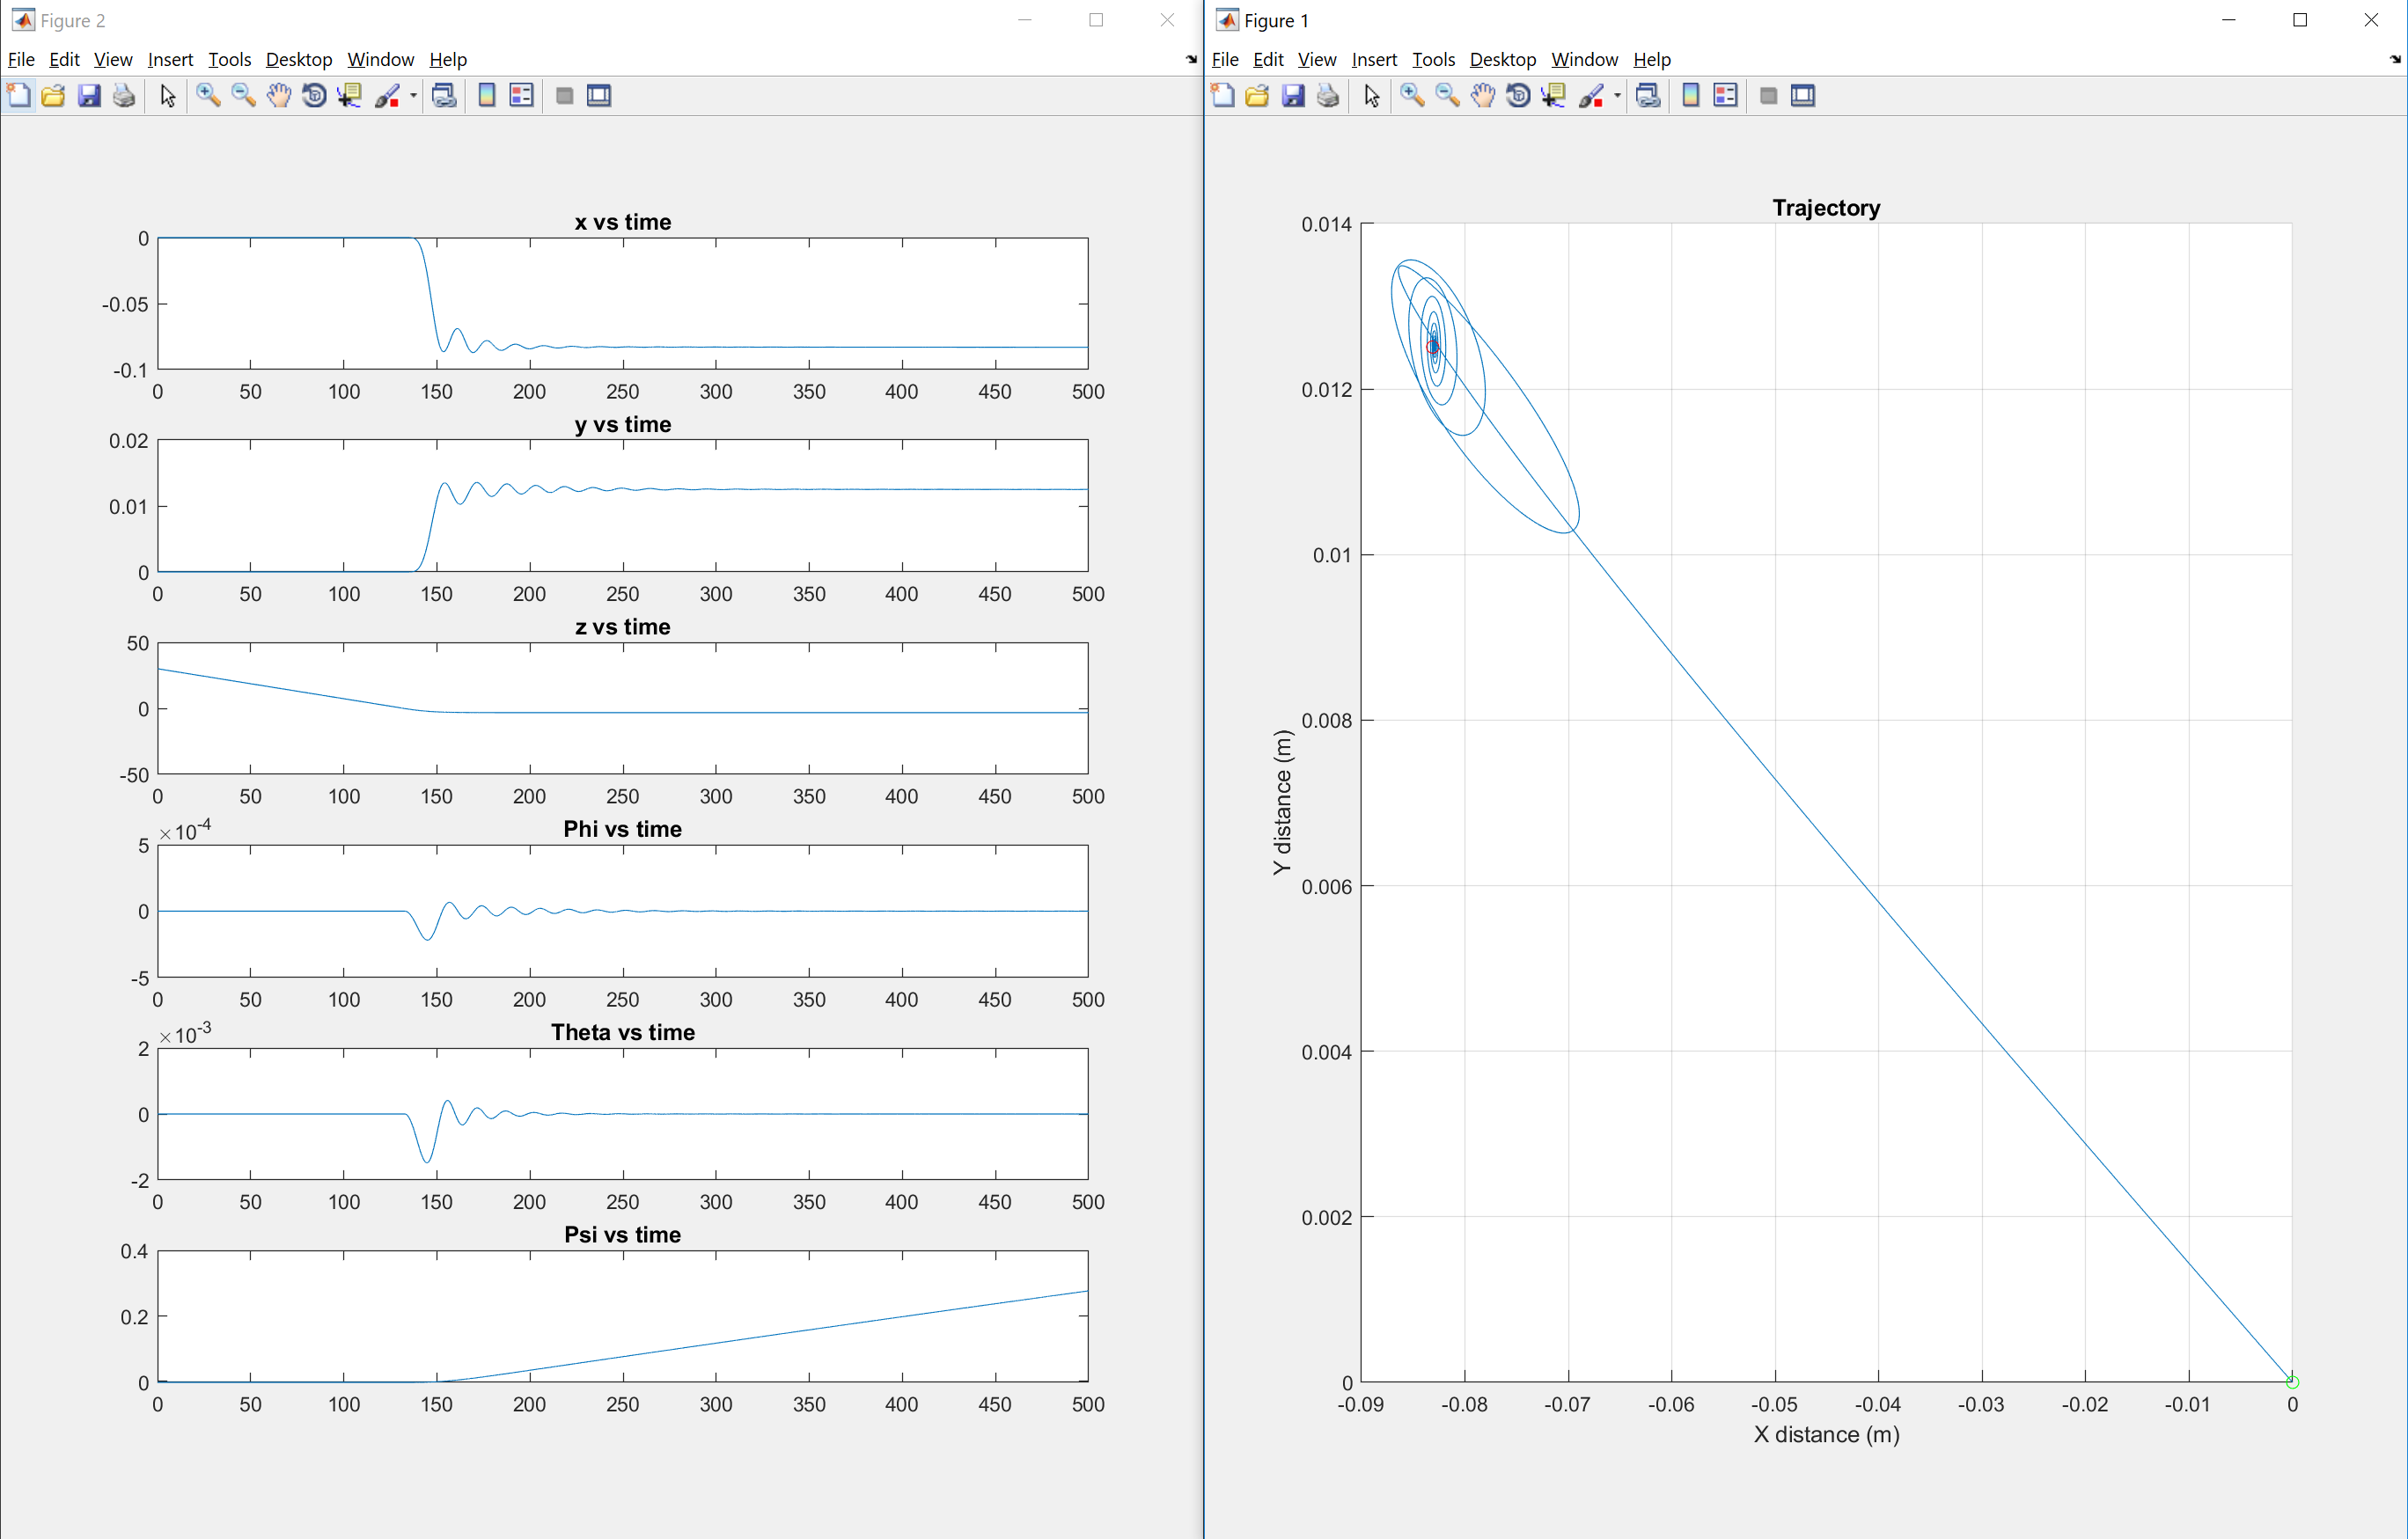 Figure 2
File Edit View Insert Tools Desktop Window Help
x vs time
0
-0.05
-0.1
0 50 100 150 200 250 300 350 400 450 500
y vs time
0.02
0.01
0
0 50 100 150 200 250 300 350 400 450 500
z vs time
50
0
-50
0 50 100 150 200 250 300 350 400 450 500
×10-4
Phi vs time
5
0
-5
0 50 100 150 200 250 300 350 400 450 500
×10-3
Theta vs time
2
0
-2
0 50 100 150 200 250 300 350 400 450 500
Psi vs time
0.4
0.2
0
0 50 100 150 200 250 300 350 400 450 500
Figure 1
File Edit View Insert Tools Desktop Window Help
Trajectory
0.014
0.012
0.01
0.008
0.006
0.004
0.002
0
Y distance (m)
-0.09 -0.08 -0.07 -0.06 -0.05 -0.04 -0.03 -0.02 -0.01 0
X distance (m)